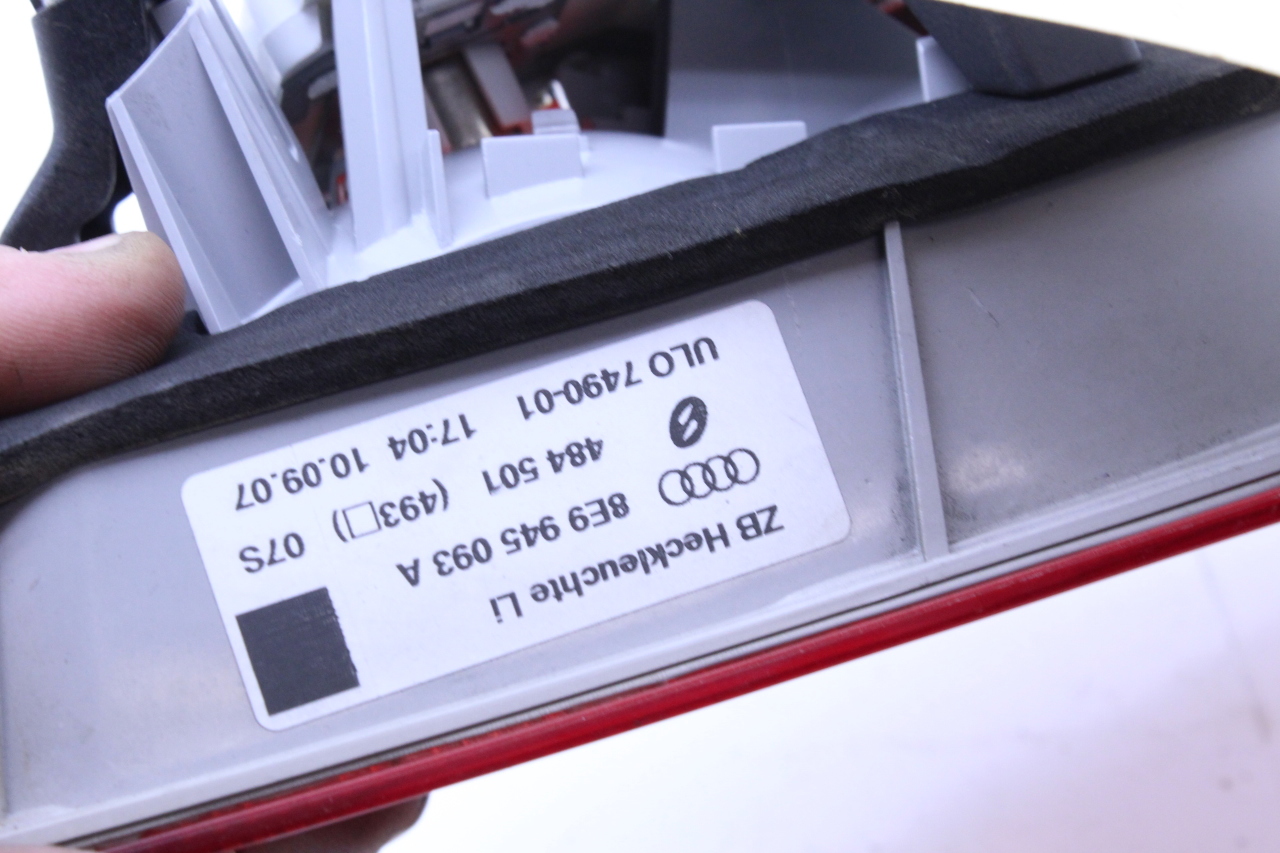 ZB Heckleuchte Li
8E9 945 093 A
484 501 (493□) 07S
ULO 7490-01 17:04 10.09.07